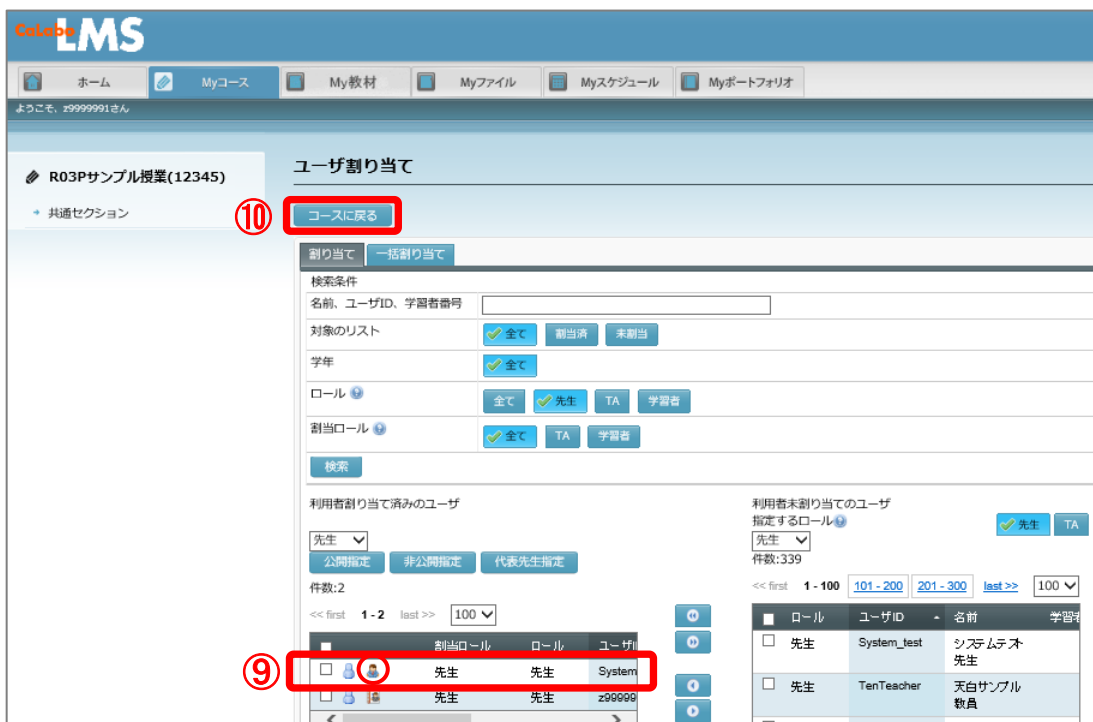 CoLabo LMS
ホーム Myコース My教材 Myファイル Myスケジュール Myポートフォリオ
ようこそ、z9999991さん
R03Pサンプル授業(12345)
共通セクション
ユーザ割り当て
⑩ コースに戻る
割り当て 一括割り当て
検索条件
名前、ユーザID、学習者番号
対象のリスト 全て 割当済 未割当
学年 全て
ロール 全て 先生 TA 学習者
割当ロール 全て TA 学習者
検索
利用者割り当て済みのユーザ
先生
公開指定 非公開指定 代表先生指定
件数:2
<< first 1 - 2 last >> 100
割当ロール ロール ユーザI
⑨ 先生 先生 System
先生 先生 z99999
利用者未割り当てのユーザ
指定するロール 先生 TA
先生
件数:339
<< first 1 - 100 101 - 200 201 - 300 last >> 100
ロール ユーザID 名前 学習者
先生 System_test システムテスト
先生
先生 TenTeacher 天白サンプル
教員